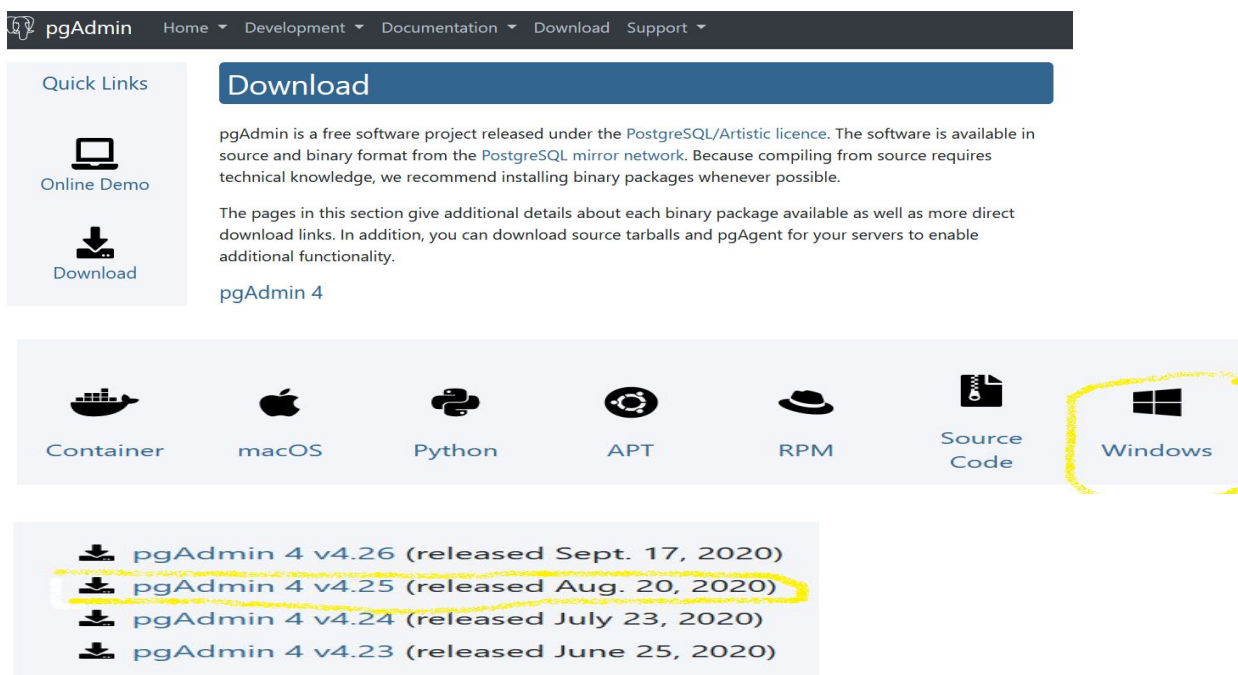 pgAdmin Home Development Documentation Download Support
Quick Links
Online Demo
Download
Download
pgAdmin is a free software project released under the PostgreSQL/Artistic licence. The software is available in
source and binary format from the PostgreSQL mirror network. Because compiling from source requires
technical knowledge, we recommend installing binary packages whenever possible.
The pages in this section give additional details about each binary package available as well as more direct
download links. In addition, you can download source tarballs and pgAgent for your servers to enable
additional functionality.
pgAdmin 4
Container macOS Python APT RPM Source Code Windows
pgAdmin 4 v4.26 (released Sept. 17, 2020)
pgAdmin 4 v4.25 (released Aug. 20, 2020)
pgAdmin 4 v4.24 (released July 23, 2020)
pgAdmin 4 v4.23 (released June 25, 2020)